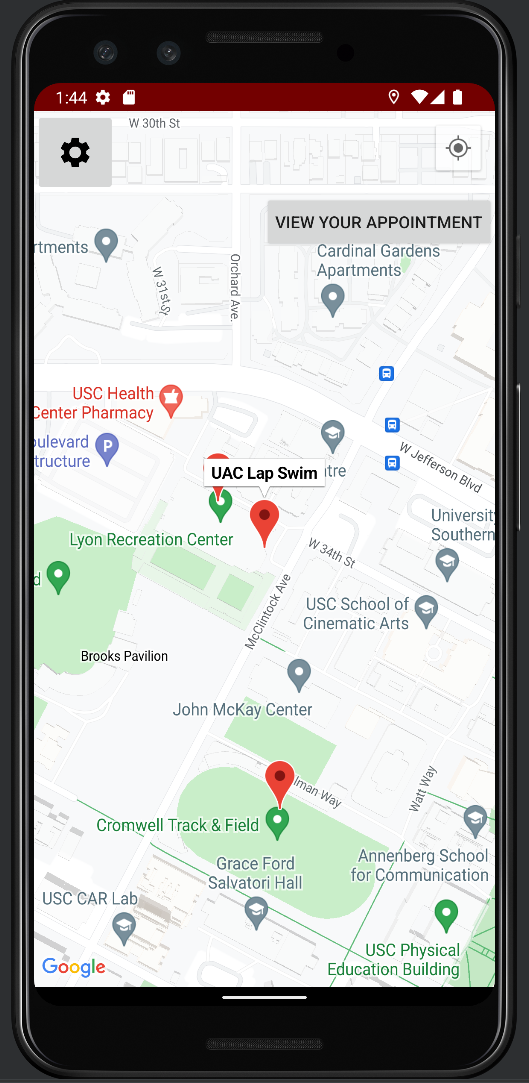 1:44
W 30th St
VIEW YOUR APPOINTMENT
rtments
Cardinal Gardens
Apartments
W 31st St
Orchard Ave.
USC Health
Center Pharmacy
P
oulevard
tructure
tre
W Jefferson Blvd
UAC Lap Swim
Lyon Recreation Center
University
Southern
W 34th St
d
USC School of
Cinematic Arts
McClintock Ave
Brooks Pavilion
John McKay Center
lman Way
Watt Way
Cromwell Track & Field
Grace Ford
Salvatori Hall
Annenberg School
for Communication
USC CAR Lab
USC Physical
Education Building
Google